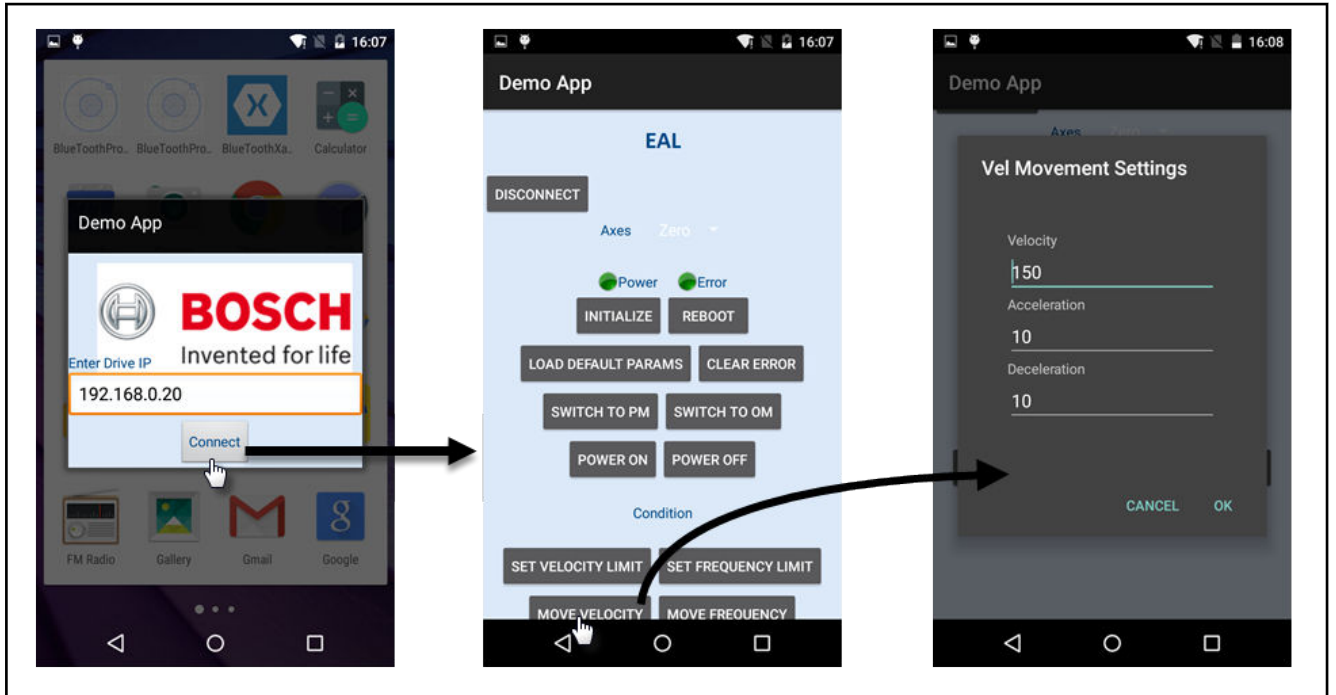 16:07
BlueToothPro..
BlueToothPro..
BlueToothXa..
Calculator
Demo App
BOSCH
Invented for life
Enter Drive IP
192.168.0.20
Connect
FM Radio
Gallery
Gmail
Google
16:07
Demo App
EAL
DISCONNECT
Axes Zero
Power Error
INITIALIZE REBOOT
LOAD DEFAULT PARAMS CLEAR ERROR
SWITCH TO PM SWITCH TO OM
POWER ON POWER OFF
Condition
SET VELOCITY LIMIT SET FREQUENCY LIMIT
MOVE VELOCITY MOVE FREQUENCY
16:08
Demo App
Axes Zero
Vel Movement Settings
Velocity
150
Acceleration
10
Deceleration
10
CANCEL OK